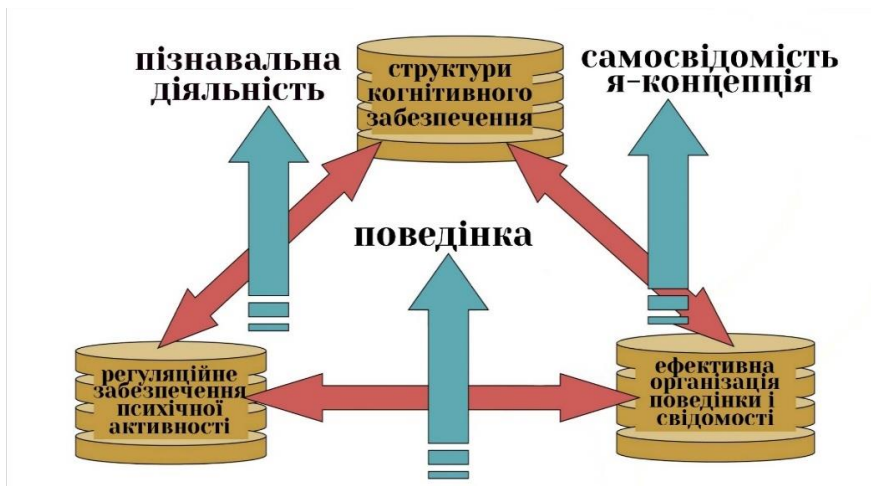 пізнавальна
діяльність
структури
когнітивного
забезпечення
самосвідомість
я-концепція
поведінка
регуляційне
забезпечення
психічної
активності
ефективна
організація
поведінки і
свідомості